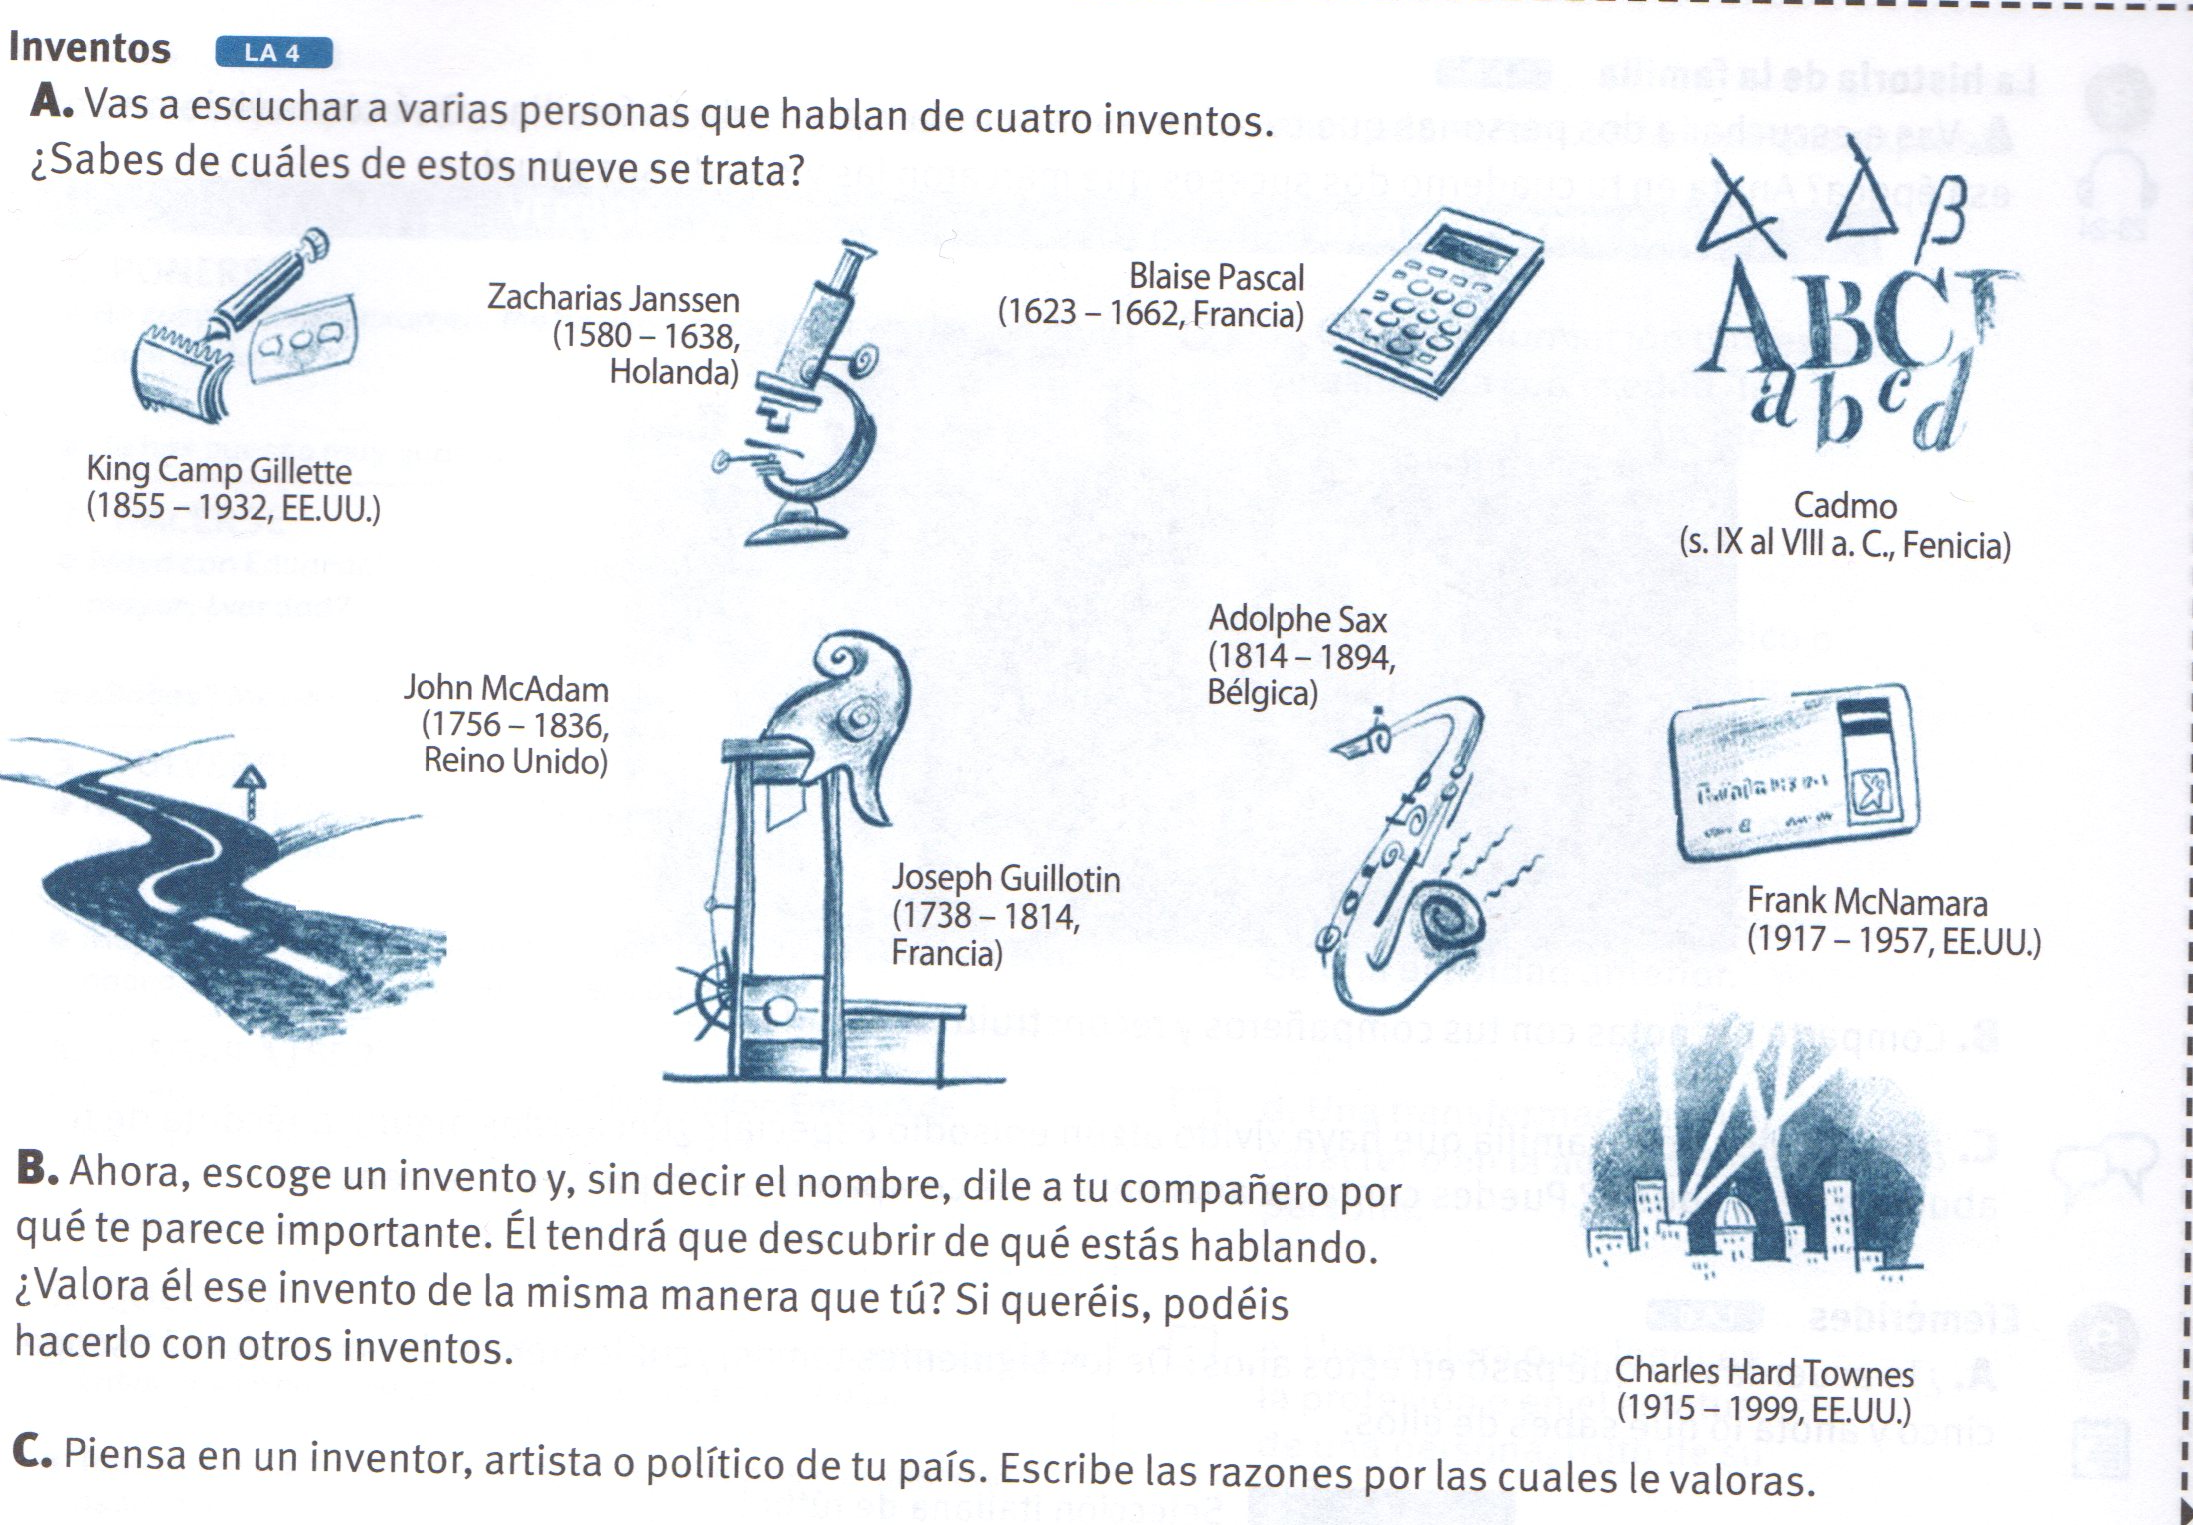 Inventos LA 4
A. Vas a escuchar a varias personas que hablan de cuatro inventos.
¿Sabes de cuáles de estos nueve se trata?
King Camp Gillette
(1855 – 1932, EE.UU.)
Zacharias Janssen
(1580 – 1638,
Holanda)
Blaise Pascal
(1623 – 1662, Francia)
A B C
a b c d
Cadmo
(s. IX al VIII a. C., Fenicia)
John McAdam
(1756 – 1836,
Reino Unido)
Joseph Guillotin
(1738 – 1814,
Francia)
Adolphe Sax
(1814 – 1894,
Bélgica)
Frank McNamara
(1917 – 1957, EE.UU.)
Charles Hard Townes
(1915 – 1999, EE.UU.)
B. Ahora, escoge un invento y, sin decir el nombre, dile a tu compañero por
qué te parece importante. Él tendrá que descubrir de qué estás hablando.
¿Valora él ese invento de la misma manera que tú? Si queréis, podéis
hacerlo con otros inventos.
C. Piensa en un inventor, artista o político de tu país. Escribe las razones por las cuales le valoras.